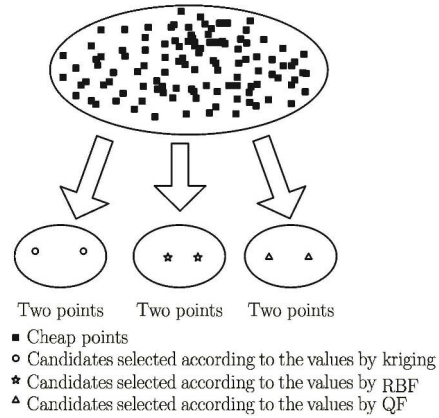 Two points Two points Two points
Cheap points
Candidates selected according to the values by kriging
Candidates selected according to the values by RBF
Candidates selected according to the values by QF